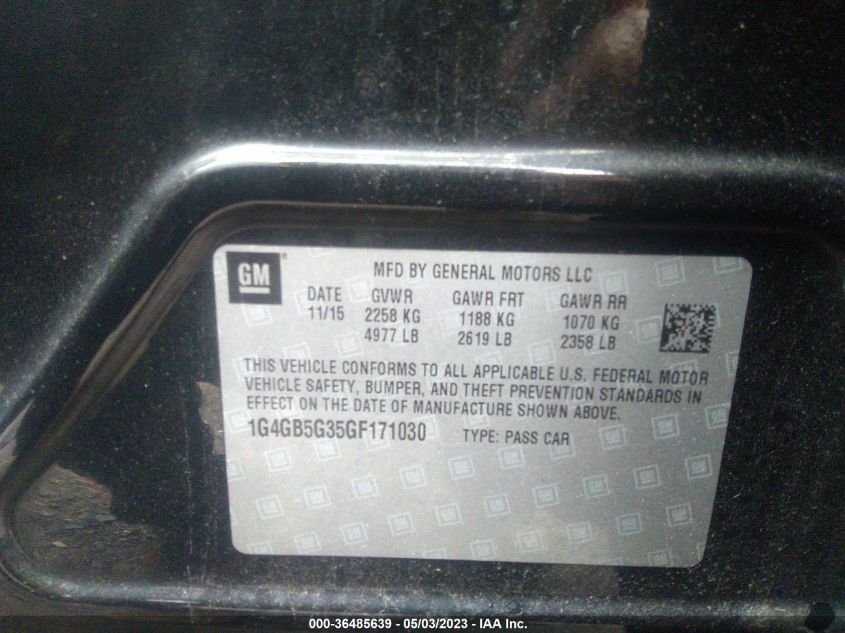 GM ® MFD BY GENERAL MOTORS LLC
DATE GVWR GAWR FRT GAWR RR
11/15 2258 KG 1188 KG 1070 KG
4977 LB 2619 LB 2358 LB
THIS VEHICLE CONFORMS TO ALL APPLICABLE U.S. FEDERAL MOTOR
VEHICLE SAFETY, BUMPER, AND THEFT PREVENTION STANDARDS IN
EFFECT ON THE DATE OF MANUFACTURE SHOWN ABOVE.
1G4GB5G35GF171030 TYPE: PASS CAR
000-36485639 - 05/03/2023 - IAA Inc.